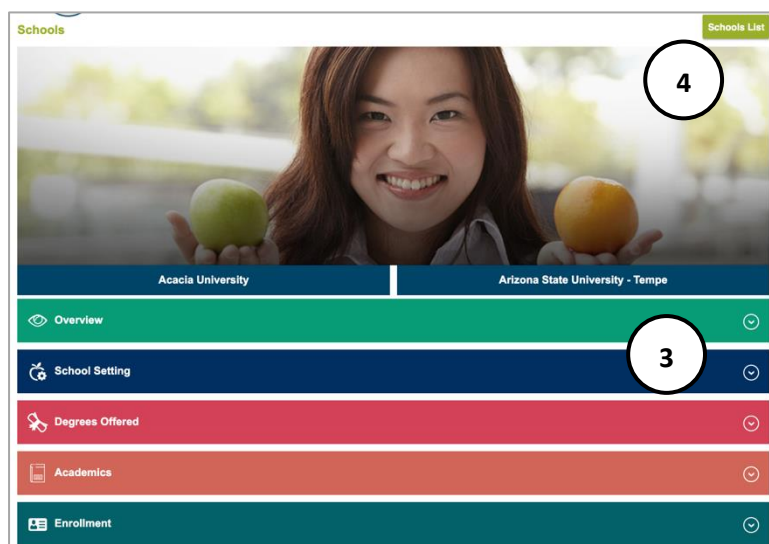 Schools
Schools List
4
Acacia University
Arizona State University - Tempe
Overview
3
School Setting
Degrees Offered
Academics
Enrollment